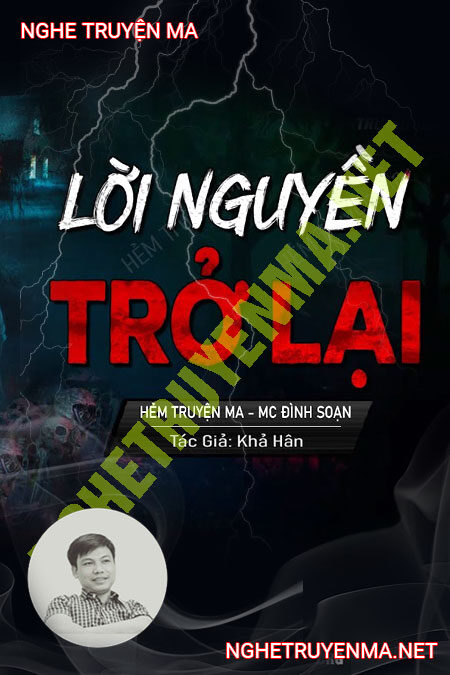 NGHE TRUYỆN MA
LỜI NGUYỀN
TRỞ LẠI
HẺM TRUYỆN MA - MC ĐÌNH SOẠN
Tác Giả: Khả Hân
NGHETRUYENMA.NET
NGHETRUYENMA.NET